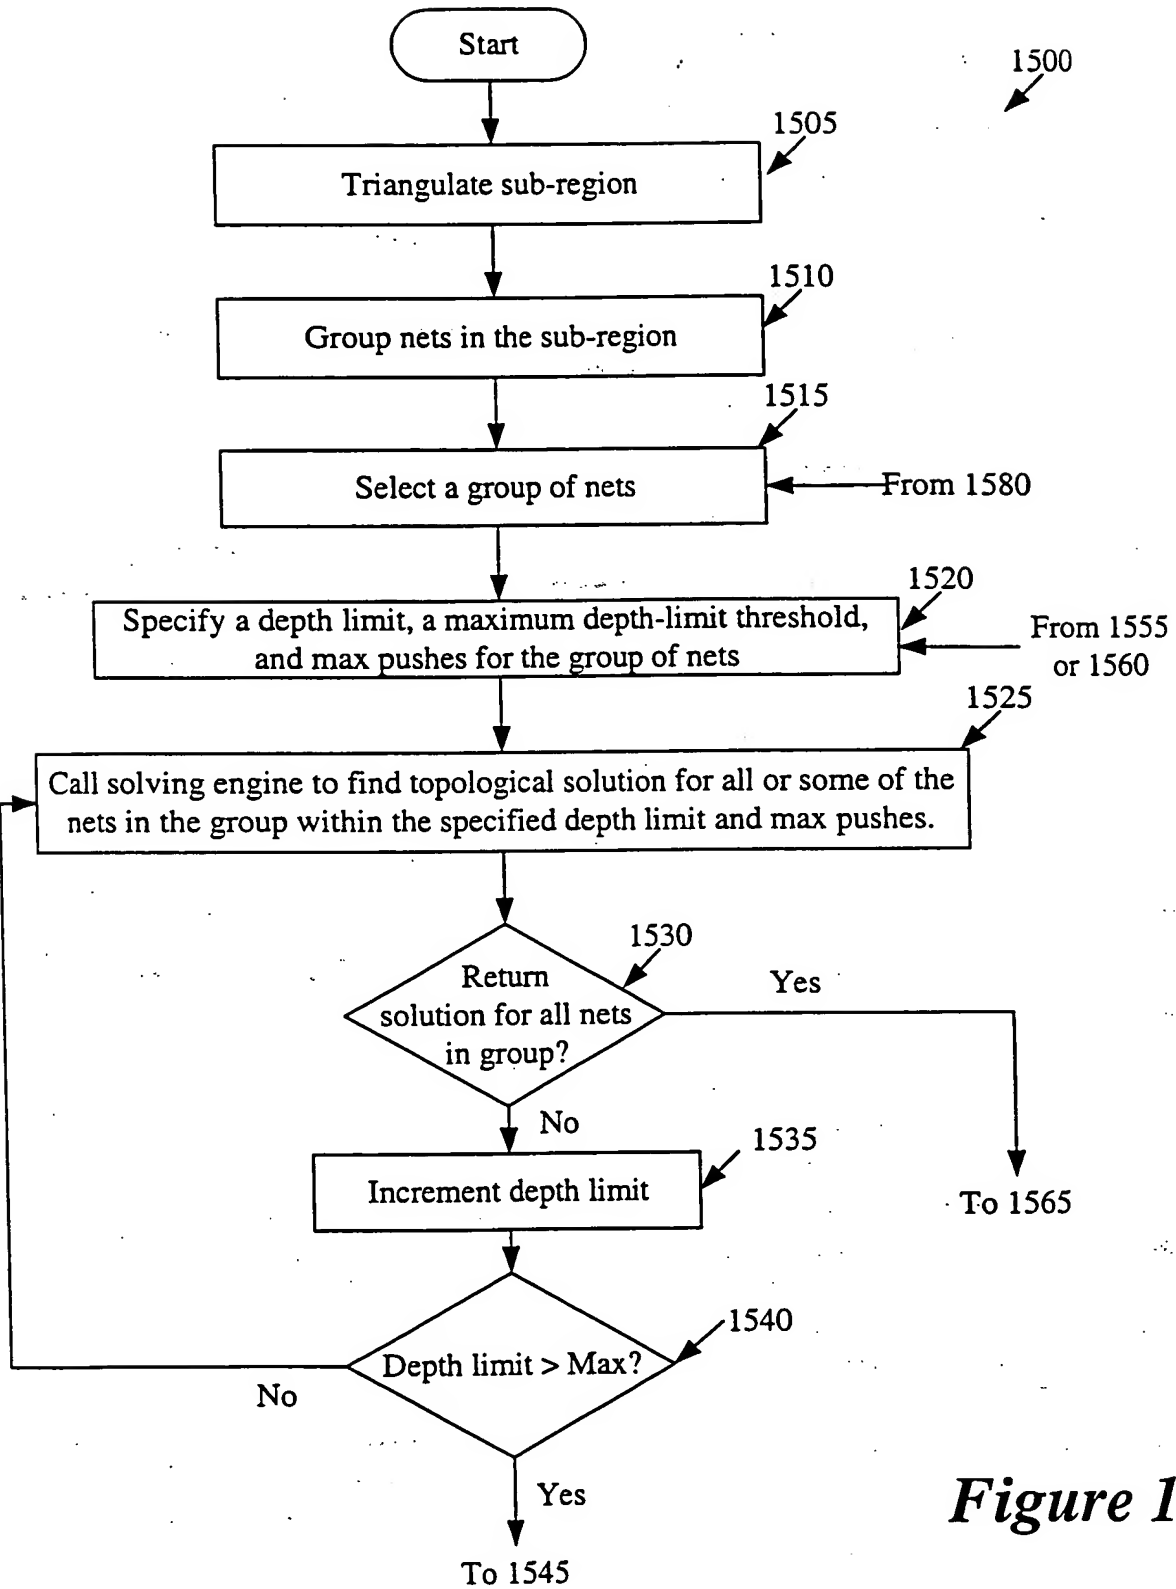 Start
1500
1505
Triangulate sub-region
1510
Group nets in the sub-region
1515
Select a group of nets
From 1580
1520
Specify a depth limit, a maximum depth-limit threshold,
and max pushes for the group of nets
From 1555
or 1560
1525
Call solving engine to find topological solution for all or some of the
nets in the group within the specified depth limit and max pushes.
1530
Return
solution for all nets
in group?
Yes
No
1535
Increment depth limit
To 1565
1540
Depth limit > Max?
No
Yes
To 1545
Figure 1